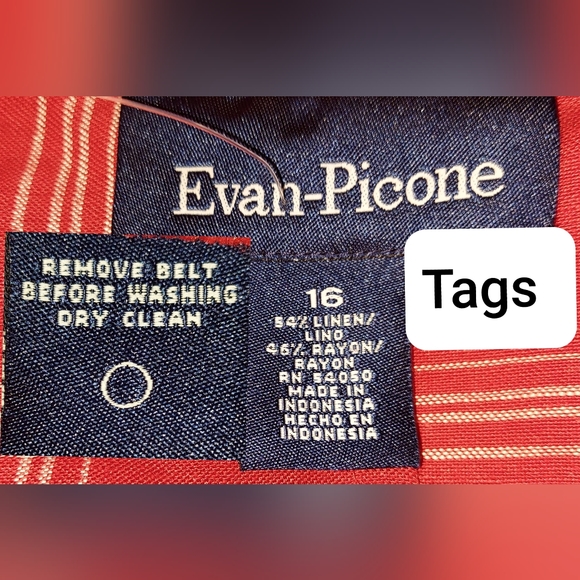 Evan-Picone
REMOVE BELT
BEFORE WASHING
DRY CLEAN
16
54% LINEN/
LINO
46% RAYON/
RAYON
RN 54050
MADE IN
INDONESIA
HECHO EN
INDONESIA
Tags